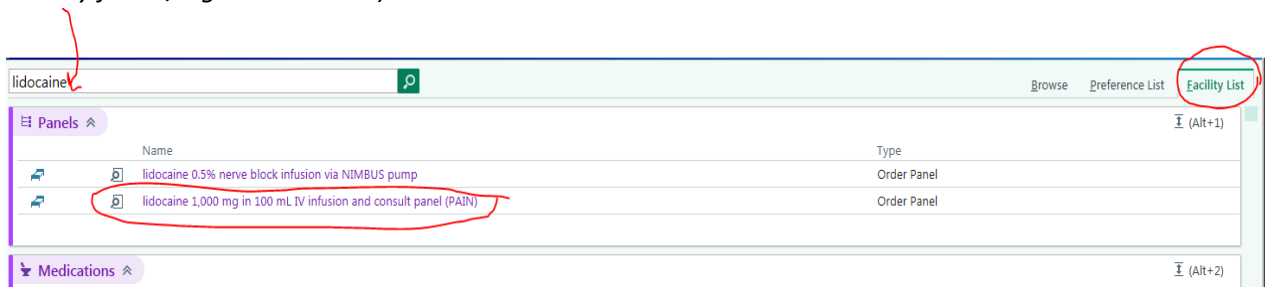 lidocaine
Browse Preference List Facility List
Panels (Alt+1)
Name Type
lidocaine 0.5% nerve block infusion via NIMBUS pump Order Panel
lidocaine 1,000 mg in 100 mL IV infusion and consult panel (PAIN) Order Panel
Medications (Alt+2)